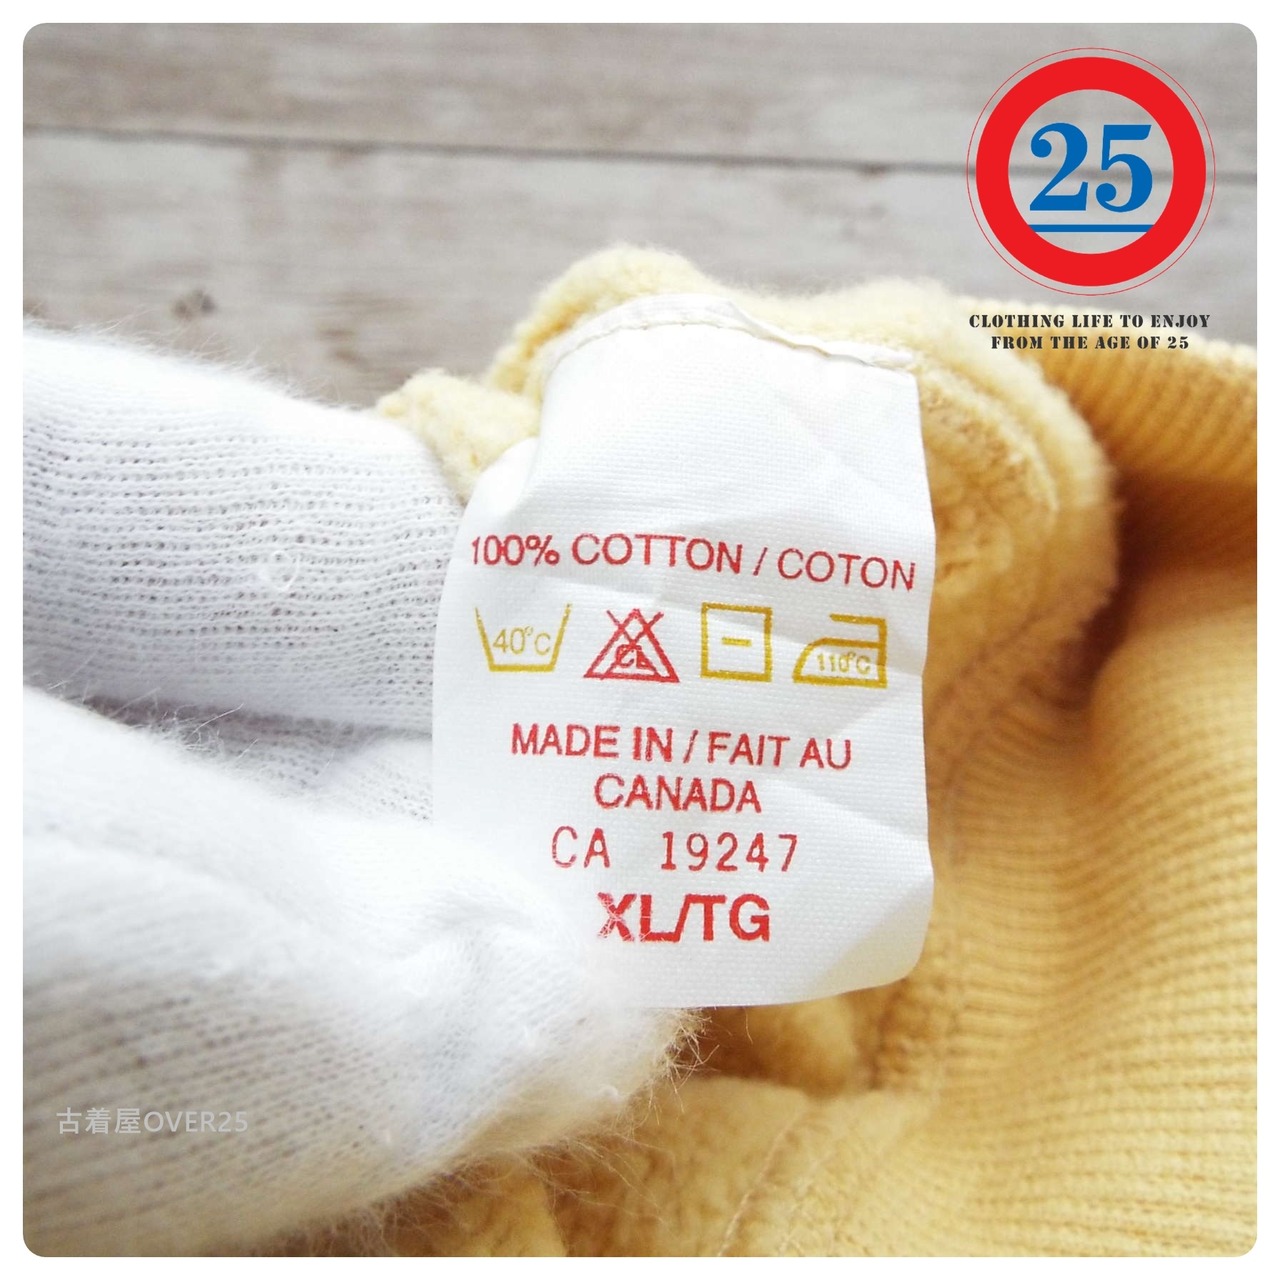 25
CLOTHING LIFE TO ENJOY
FROM THE AGE OF 25
100% COTTON / COTON
40°C CL 110°C
MADE IN / FAIT AU
CANADA
CA 19247
XL/TG
古着屋OVER25